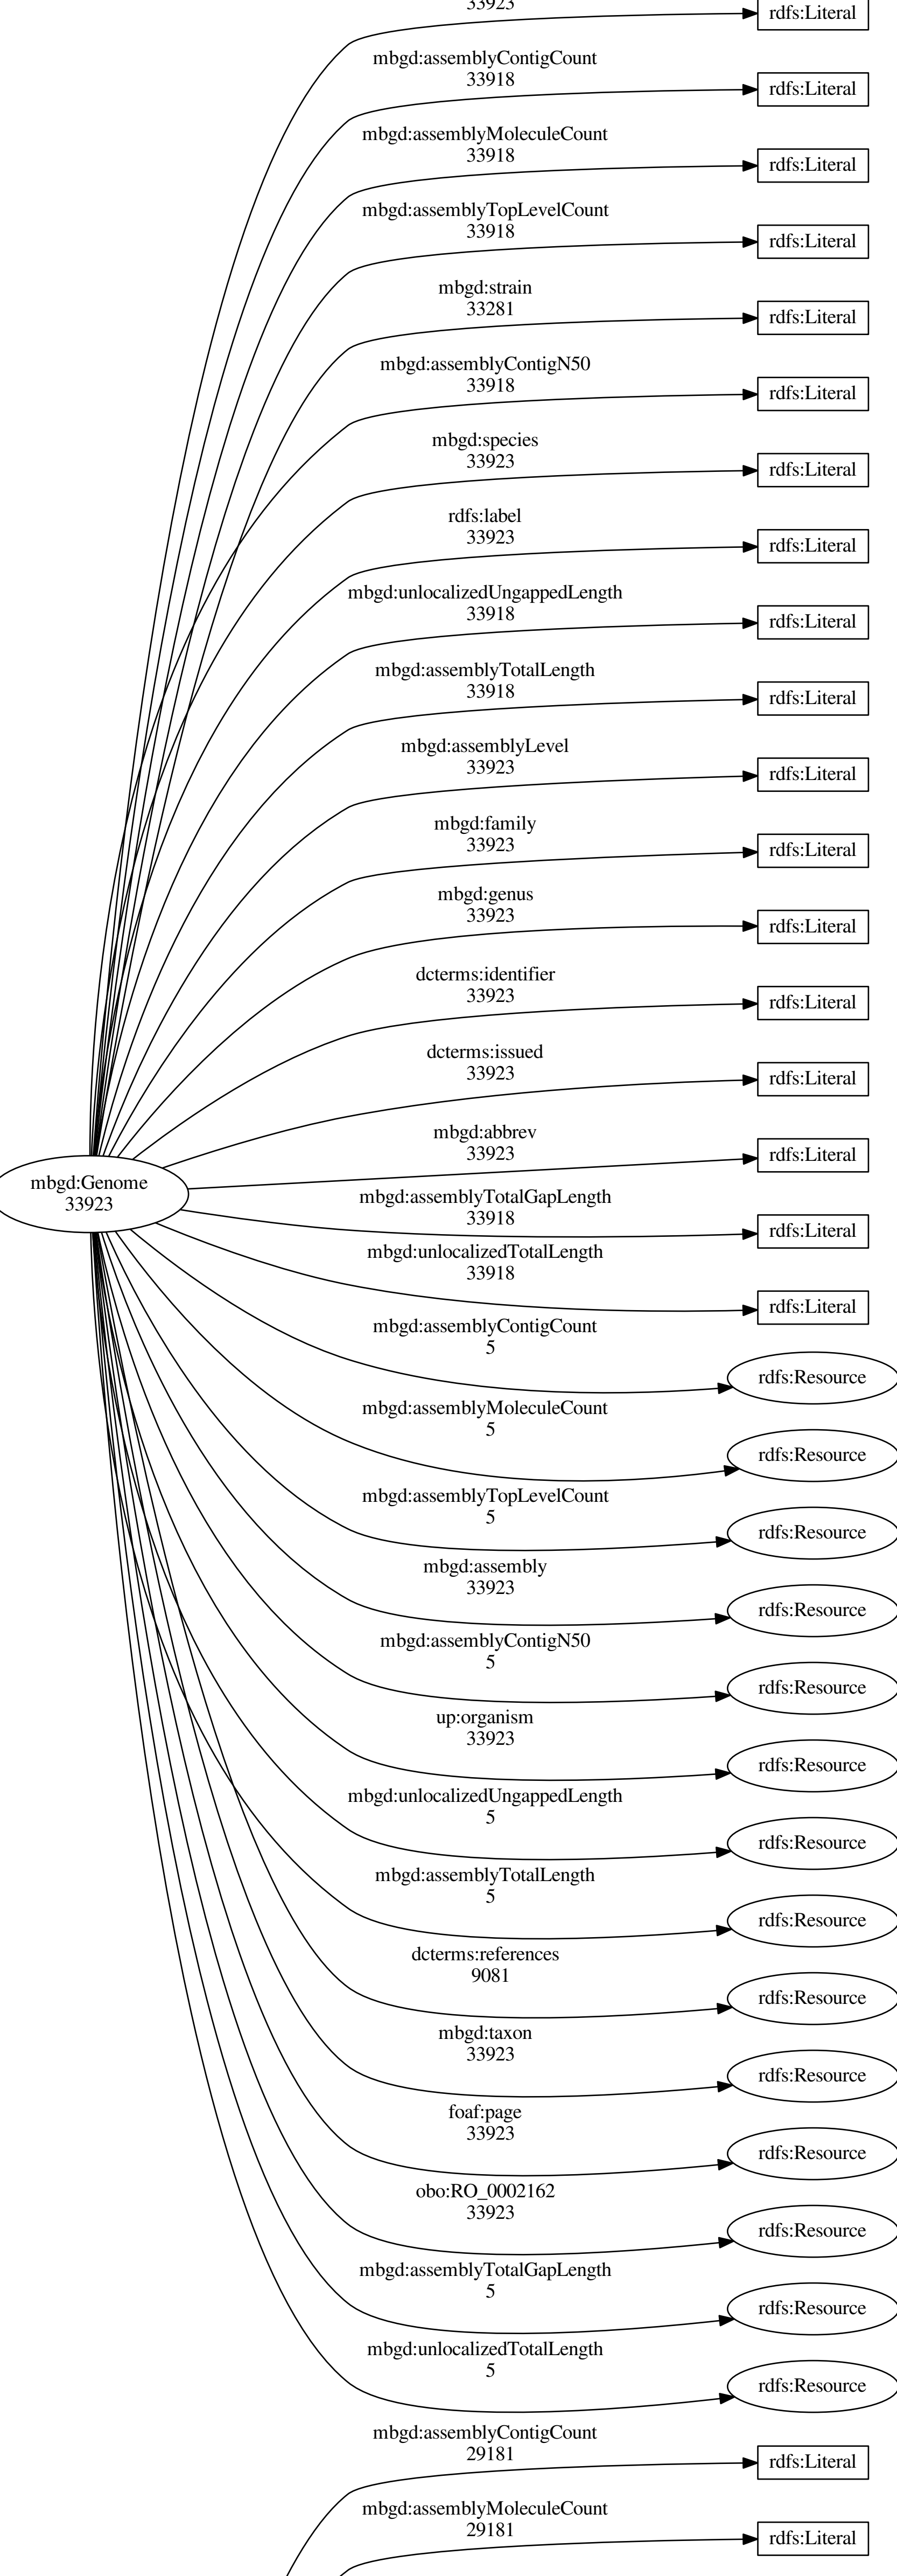 33923
rdfs:Literal
mbgd:assemblyContigCount
33918
rdfs:Literal
mbgd:assemblyMoleculeCount
33918
rdfs:Literal
mbgd:assemblyTopLevelCount
33918
rdfs:Literal
mbgd:strain
33281
rdfs:Literal
mbgd:assemblyContigN50
33918
rdfs:Literal
mbgd:species
33923
rdfs:Literal
rdfs:label
33923
rdfs:Literal
mbgd:unlocalizedUngappedLength
33918
rdfs:Literal
mbgd:assemblyTotalLength
33918
rdfs:Literal
mbgd:assemblyLevel
33923
rdfs:Literal
mbgd:family
33923
rdfs:Literal
mbgd:genus
33923
rdfs:Literal
dcterms:identifier
33923
rdfs:Literal
dcterms:issued
33923
rdfs:Literal
mbgd:abbrev
33923
rdfs:Literal
mbgd:Genome
33923
mbgd:assemblyTotalGapLength
33918
rdfs:Literal
mbgd:unlocalizedTotalLength
33918
rdfs:Literal
mbgd:assemblyContigCount
5
rdfs:Resource
mbgd:assemblyMoleculeCount
5
rdfs:Resource
mbgd:assemblyTopLevelCount
5
rdfs:Resource
mbgd:assembly
33923
rdfs:Resource
mbgd:assemblyContigN50
5
rdfs:Resource
up:organism
33923
rdfs:Resource
mbgd:unlocalizedUngappedLength
5
rdfs:Resource
mbgd:assemblyTotalLength
5
rdfs:Resource
dcterms:references
9081
rdfs:Resource
mbgd:taxon
33923
rdfs:Resource
foaf:page
33923
rdfs:Resource
obo:RO_0002162
33923
rdfs:Resource
mbgd:assemblyTotalGapLength
5
rdfs:Resource
mbgd:unlocalizedTotalLength
5
rdfs:Resource
mbgd:assemblyContigCount
29181
rdfs:Literal
mbgd:assemblyMoleculeCount
29181
rdfs:Literal